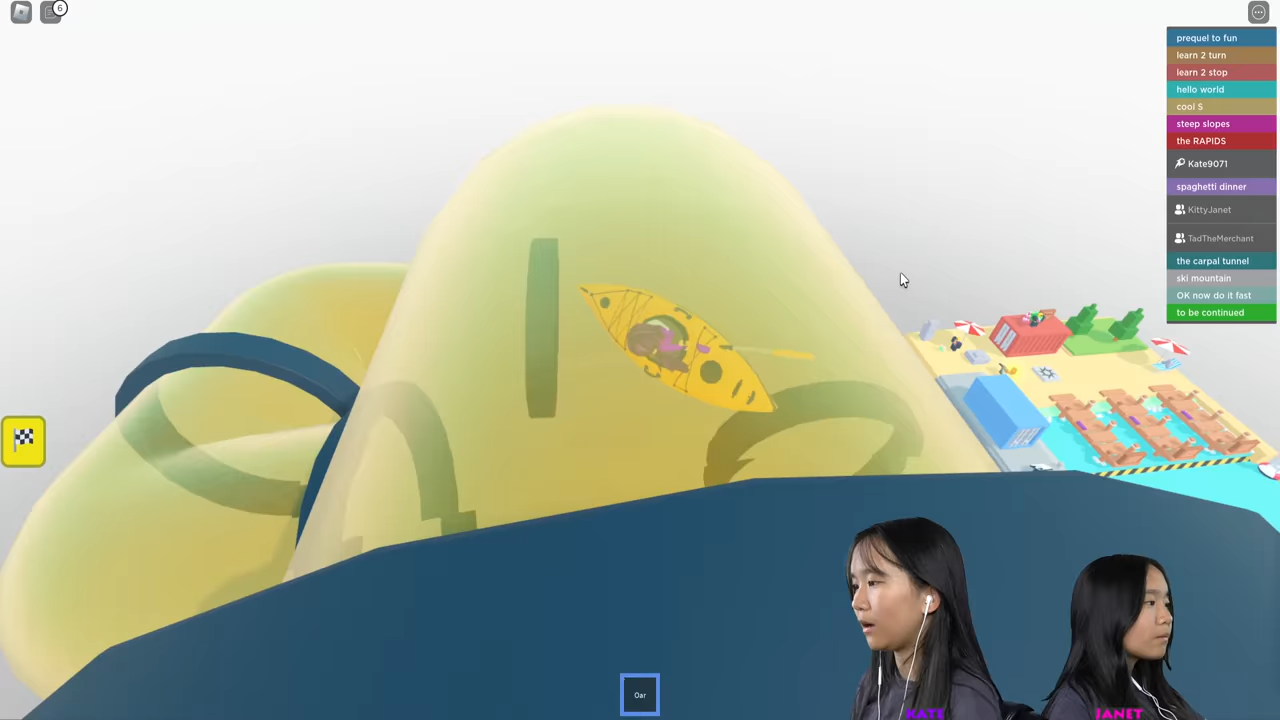 6
prequel to fun
learn 2 turn
learn 2 stop
hello world
cool S
steep slopes
the RAPIDS
Kate9071
spaghetti dinner
KittyJanet
TadTheMerchant
the carpal tunnel
ski mountain
OK now do it fast
to be continued
Oar
KATE
JANET